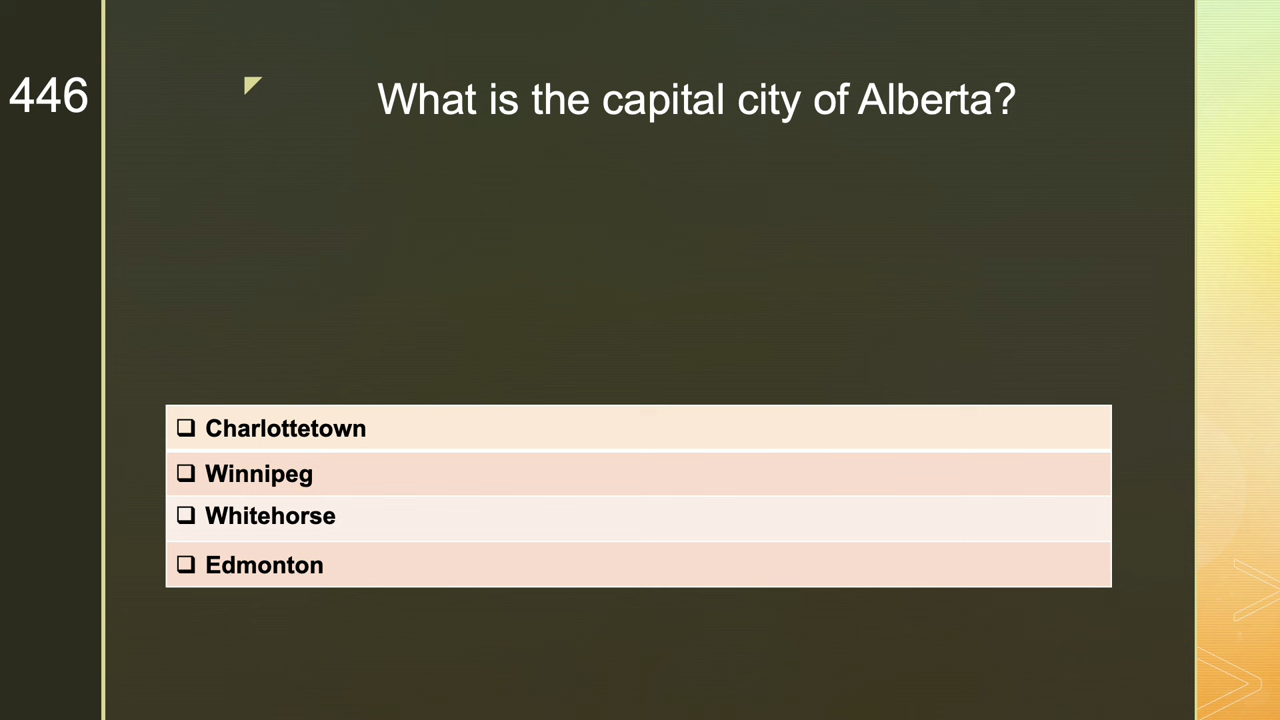 446
What is the capital city of Alberta?
❑ Charlottetown
❑ Winnipeg
❑ Whitehorse
❑ Edmonton